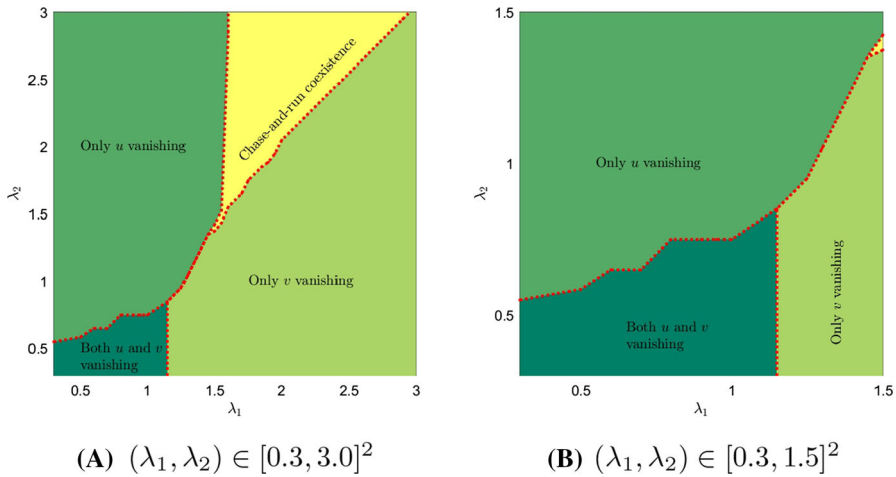 3
2.5
2
1.5
1
0.5
λ₂
Only u vanishing
Chase-and-run coexistence
Only v vanishing
Both u and v
vanishing
0.5 1 1.5 2 2.5 3
λ₁
(A) (λ₁, λ₂) ∈ [0.3, 3.0]²
1.5
1
0.5
λ₂
Only u vanishing
Both u and v
vanishing
Only v vanishing
0.5 1 1.5
λ₁
(B) (λ₁, λ₂) ∈ [0.3, 1.5]²